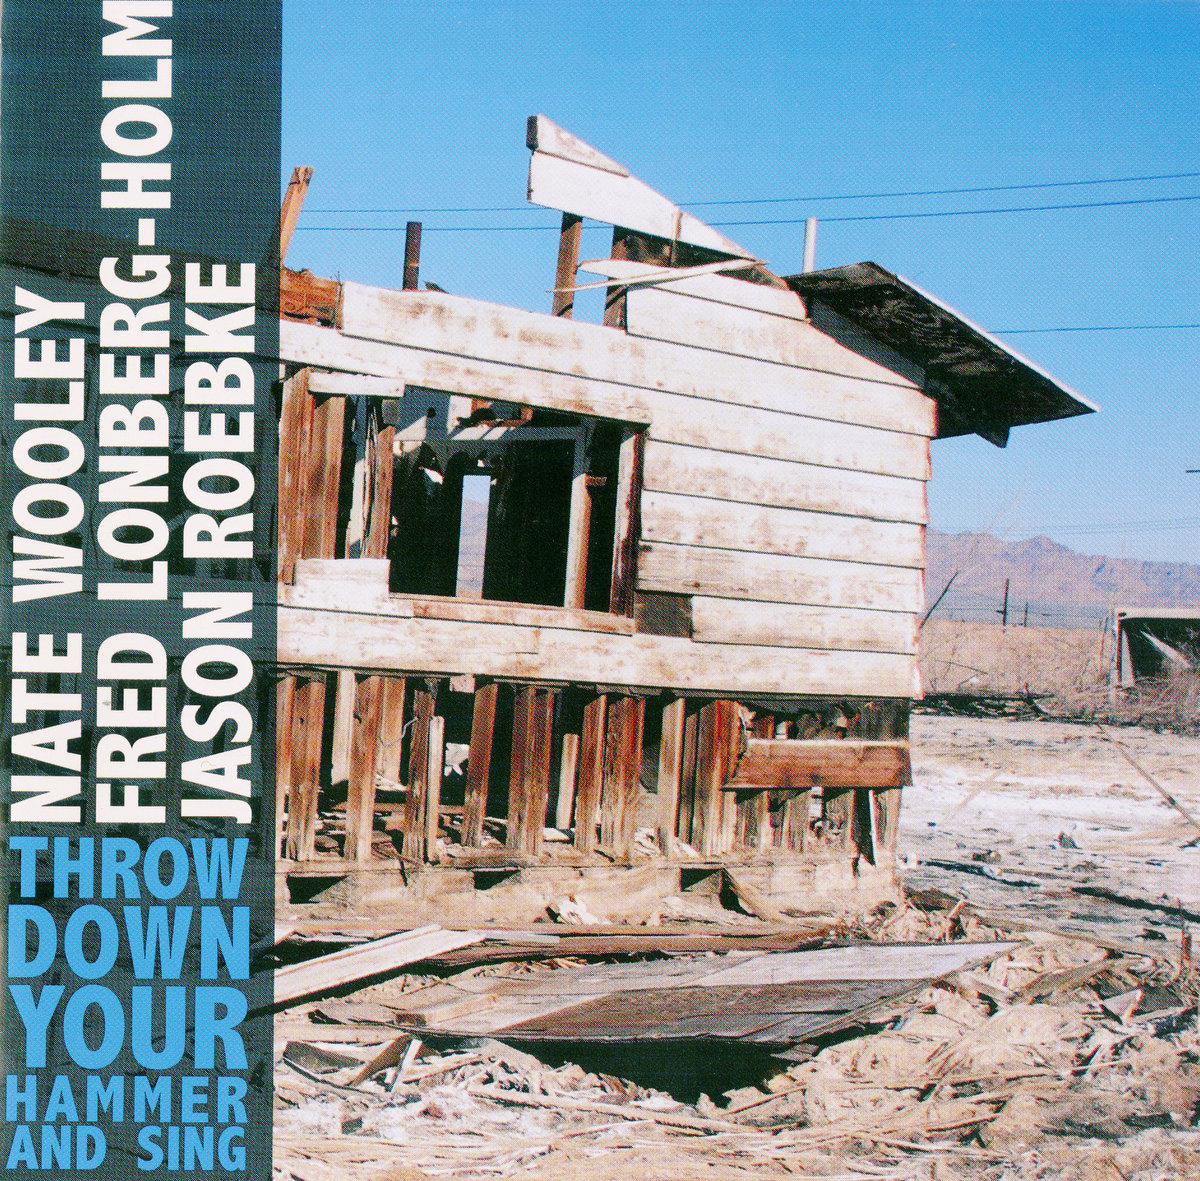 NATE WOOLEY
FRED LONBERG-HOLM
JASON ROEBKE
THROW
DOWN
YOUR
HAMMER
AND SING